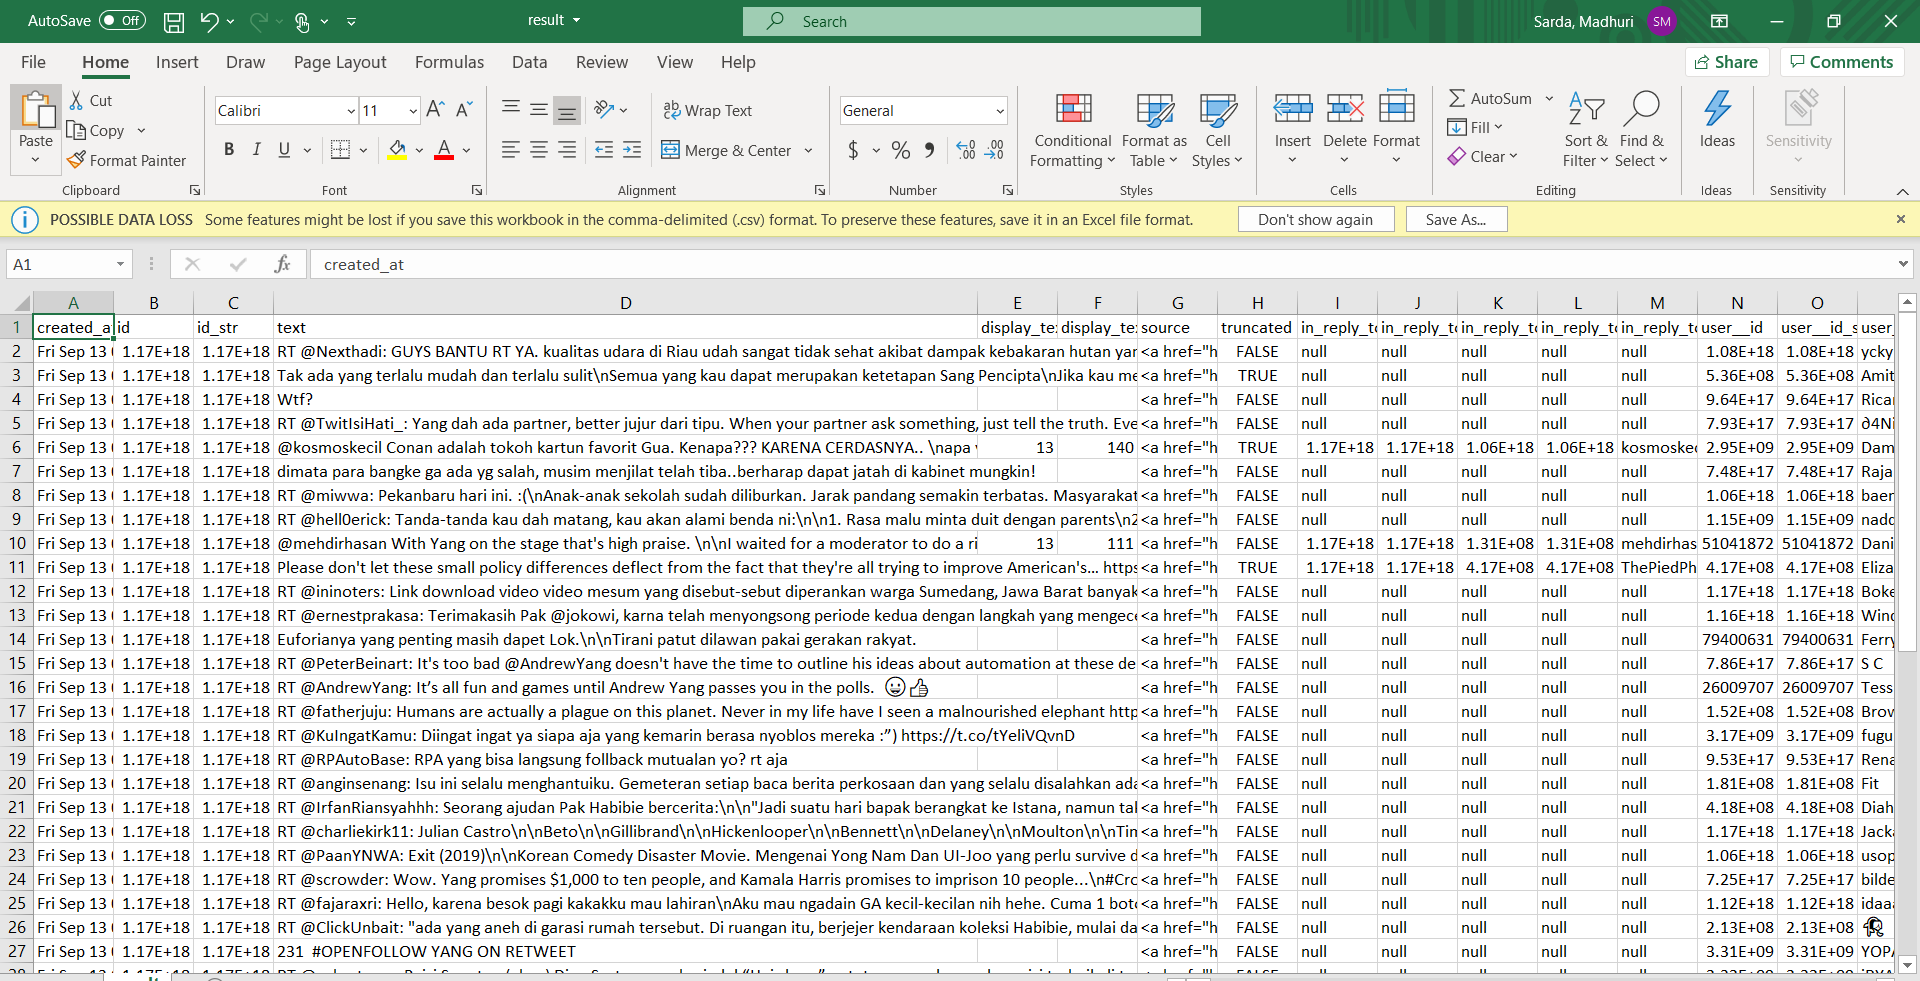 AutoSave Off result Search Sarda, Madhuri SM
File Home Insert Draw Page Layout Formulas Data Review View Help Share Comments
Paste Cut Copy Format Painter Clipboard
Calibri 11 A A B I U A Font
ab Wrap Text Merge & Center Alignment
General $ % Number
Conditional Formatting Format as Table Cell Styles Styles
Insert Delete Format Cells
AutoSum Fill Clear Sort & Filter Find & Select Editing
Ideas Ideas
Sensitivity Sensitivity
POSSIBLE DATA LOSS Some features might be lost if you save this workbook in the comma-delimited (.csv) format. To preserve these features, save it in an Excel file format. Don't show again Save As...
A1 fx created_at
A B C D E F G H I J K L M N O
1 created_a id id_str text display_te display_te source truncated in_reply_to in_reply_to in_reply_to in_reply_to in_reply_to user__id user__id_s user_
2 Fri Sep 13 1.17E+18 1.17E+18 RT @Nexthadi: GUYS BANTU RT YA. kualitas udara di Riau udah sangat tidak sehat akibat dampak kebakaran hutan yan <a href="h FALSE null null null null null 1.08E+18 1.08E+18 ycky
3 Fri Sep 13 1.17E+18 1.17E+18 Tak ada yang terlalu mudah dan terlalu sulit\nSemua yang kau dapat merupakan ketetapan Sang Pencipta\nJika kau me <a href="h TRUE null null null null null 5.36E+08 5.36E+08 Amit
4 Fri Sep 13 1.17E+18 1.17E+18 Wtf? <a href="h FALSE null null null null null 9.64E+17 9.64E+17 Rica
5 Fri Sep 13 1.17E+18 1.17E+18 RT @TwitIsiHati_: Yang dah ada partner, better jujur dari tipu. When your partner ask something, just tell the truth. Eve <a href="h FALSE null null null null null 7.93E+17 7.93E+17 ∂4Ni
6 Fri Sep 13 1.17E+18 1.17E+18 @kosmoskecil Conan adalah tokoh kartun favorit Gua. Kenapa??? KARENA CERDASNYA.. \napa 13 140 <a href="h TRUE 1.17E+18 1.17E+18 1.06E+18 1.06E+18 kosmoske 2.95E+09 2.95E+09 Dam
7 Fri Sep 13 1.17E+18 1.17E+18 dimata para bangke ga ada yg salah, musim menjilat telah tiba..berharap dapat jatah di kabinet mungkin! <a href="h FALSE null null null null null 7.48E+17 7.48E+17 Raja
8 Fri Sep 13 1.17E+18 1.17E+18 RT @miwwa: Pekanbaru hari ini. :(\nAnak-anak sekolah sudah diliburkan. Jarak pandang semakin terbatas. Masyarakat <a href="h FALSE null null null null null 1.06E+18 1.06E+18 baer
9 Fri Sep 13 1.17E+18 1.17E+18 RT @hell0erick: Tanda-tanda kau dah matang, kau akan alami benda ni:\n\n1. Rasa malu minta duit dengan parents\n2 <a href="h FALSE null null null null null 1.15E+09 1.15E+09 nadd
10 Fri Sep 13 1.17E+18 1.17E+18 @mehdirhasan With Yang on the stage that's high praise. \n\nI waited for a moderator to do a ri 13 111 <a href="h FALSE 1.17E+18 1.17E+18 1.31E+08 1.31E+08 mehdirhas 51041872 51041872 Dani
11 Fri Sep 13 1.17E+18 1.17E+18 Please don't let these small policy differences deflect from the fact that they're all trying to improve American's... https <a href="h TRUE 1.17E+18 1.17E+18 4.17E+08 4.17E+08 ThePiedPh 4.17E+08 4.17E+08 Eliza
12 Fri Sep 13 1.17E+18 1.17E+18 RT @ininoters: Link download video video mesum yang disebut-sebut diperankan warga Sumedang, Jawa Barat banyak <a href="h FALSE null null null null null 1.17E+18 1.17E+18 Boke
13 Fri Sep 13 1.17E+18 1.17E+18 RT @ernestprakasa: Terimakasih Pak @jokowi, karna telah menyongsong periode kedua dengan langkah yang mengece <a href="h FALSE null null null null null 1.16E+18 1.16E+18 Wind
14 Fri Sep 13 1.17E+18 1.17E+18 Euforianya yang penting masih dapet Lok.\n\nTirani patut dilawan pakai gerakan rakyat. <a href="h FALSE null null null null null 79400631 79400631 Ferry
15 Fri Sep 13 1.17E+18 1.17E+18 RT @PeterBeinart: It's too bad @AndrewYang doesn't have the time to outline his ideas about automation at these de <a href="h FALSE null null null null null 7.86E+17 7.86E+17 S C
16 Fri Sep 13 1.17E+18 1.17E+18 RT @AndrewYang: It’s all fun and games until Andrew Yang passes you in the polls. 😀👍 <a href="h FALSE null null null null null 26009707 26009707 Tess
17 Fri Sep 13 1.17E+18 1.17E+18 RT @fatherjuju: Humans are actually a plague on this planet. Never in my life have I seen a malnourished elephant http <a href="h FALSE null null null null null 1.52E+08 1.52E+08 Brow
18 Fri Sep 13 1.17E+18 1.17E+18 RT @KuIngatKamu: Diingat ingat ya siapa aja yang kemarin berasa nyoblos mereka :”) https://t.co/tYeliVQvnD <a href="h FALSE null null null null null 3.17E+09 3.17E+09 fugu
19 Fri Sep 13 1.17E+18 1.17E+18 RT @RPAutoBase: RPA yang bisa langsung follback mutualan yo? rt aja <a href="h FALSE null null null null null 9.53E+17 9.53E+17 Rena
20 Fri Sep 13 1.17E+18 1.17E+18 RT @anginsenang: Isu ini selalu menghantuiku. Gemeteran setiap baca berita perkosaan dan yang selalu disalahkan ada <a href="h FALSE null null null null null 1.81E+08 1.81E+08 Fit
21 Fri Sep 13 1.17E+18 1.17E+18 RT @IrfanRiansyahhh: Seorang ajudan Pak Habibie bercerita:\n\n"Jadi suatu hari bapak berangkat ke Istana, namun tal <a href="h FALSE null null null null null 4.18E+08 4.18E+08 Diah
22 Fri Sep 13 1.17E+18 1.17E+18 RT @charliekirk11: Julian Castro\n\nBeto\n\nGillibrand\n\nHickenlooper\n\nBennett\n\nDelaney\n\nMoulton\n\nTin <a href="h FALSE null null null null null 1.17E+18 1.17E+18 Jacka
23 Fri Sep 13 1.17E+18 1.17E+18 RT @PaanYNWA: Exit (2019)\n\nKorean Comedy Disaster Movie. Mengenai Yong Nam Dan UI-Joo yang perlu survive d <a href="h FALSE null null null null null 1.06E+18 1.06E+18 usop
24 Fri Sep 13 1.17E+18 1.17E+18 RT @scrowder: Wow. Yang promises $1,000 to ten people, and Kamala Harris promises to imprison 10 people...\n#Cro <a href="h FALSE null null null null null 7.25E+17 7.25E+17 bilde
25 Fri Sep 13 1.17E+18 1.17E+18 RT @fajaraxri: Hello, karena besok pagi kakakku mau lahiran\nAku mau ngadain GA kecil-kecilan nih hehe. Cuma 1 boto <a href="h FALSE null null null null null 1.12E+18 1.12E+18 idaaa
26 Fri Sep 13 1.17E+18 1.17E+18 RT @ClickUnbait: "ada yang aneh di garasi rumah tersebut. Di ruangan itu, berjejer kendaraan koleksi Habibie, mulai da <a href="h FALSE null null null null null 2.13E+08 2.13E+08
27 Fri Sep 13 1.17E+18 1.17E+18 231 #OPENFOLLOW YANG ON RETWEET <a href="h FALSE null null null null null 3.31E+09 3.31E+09 YOPA